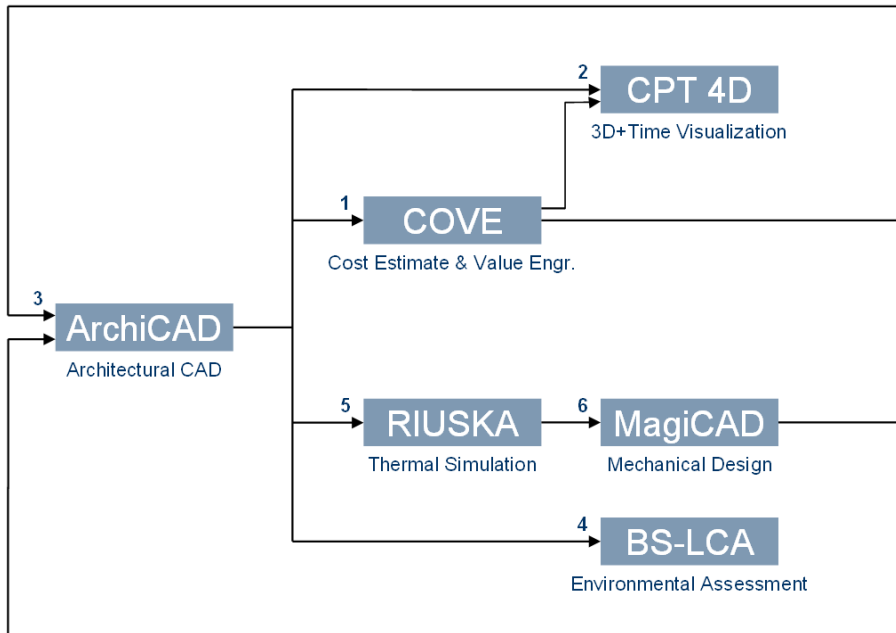 2
CPT 4D
3D+Time Visualization
1
COVE
Cost Estimate & Value Engr.
3
ArchiCAD
Architectural CAD
5
RIUSKA
Thermal Simulation
6
MagiCAD
Mechanical Design
4
BS-LCA
Environmental Assessment